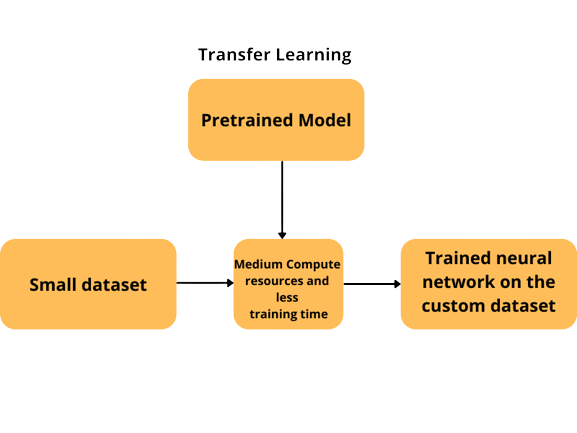 Transfer Learning
Pretrained Model
Small dataset
Medium Compute
resources and
less
training time
Trained neural
network on the
custom dataset